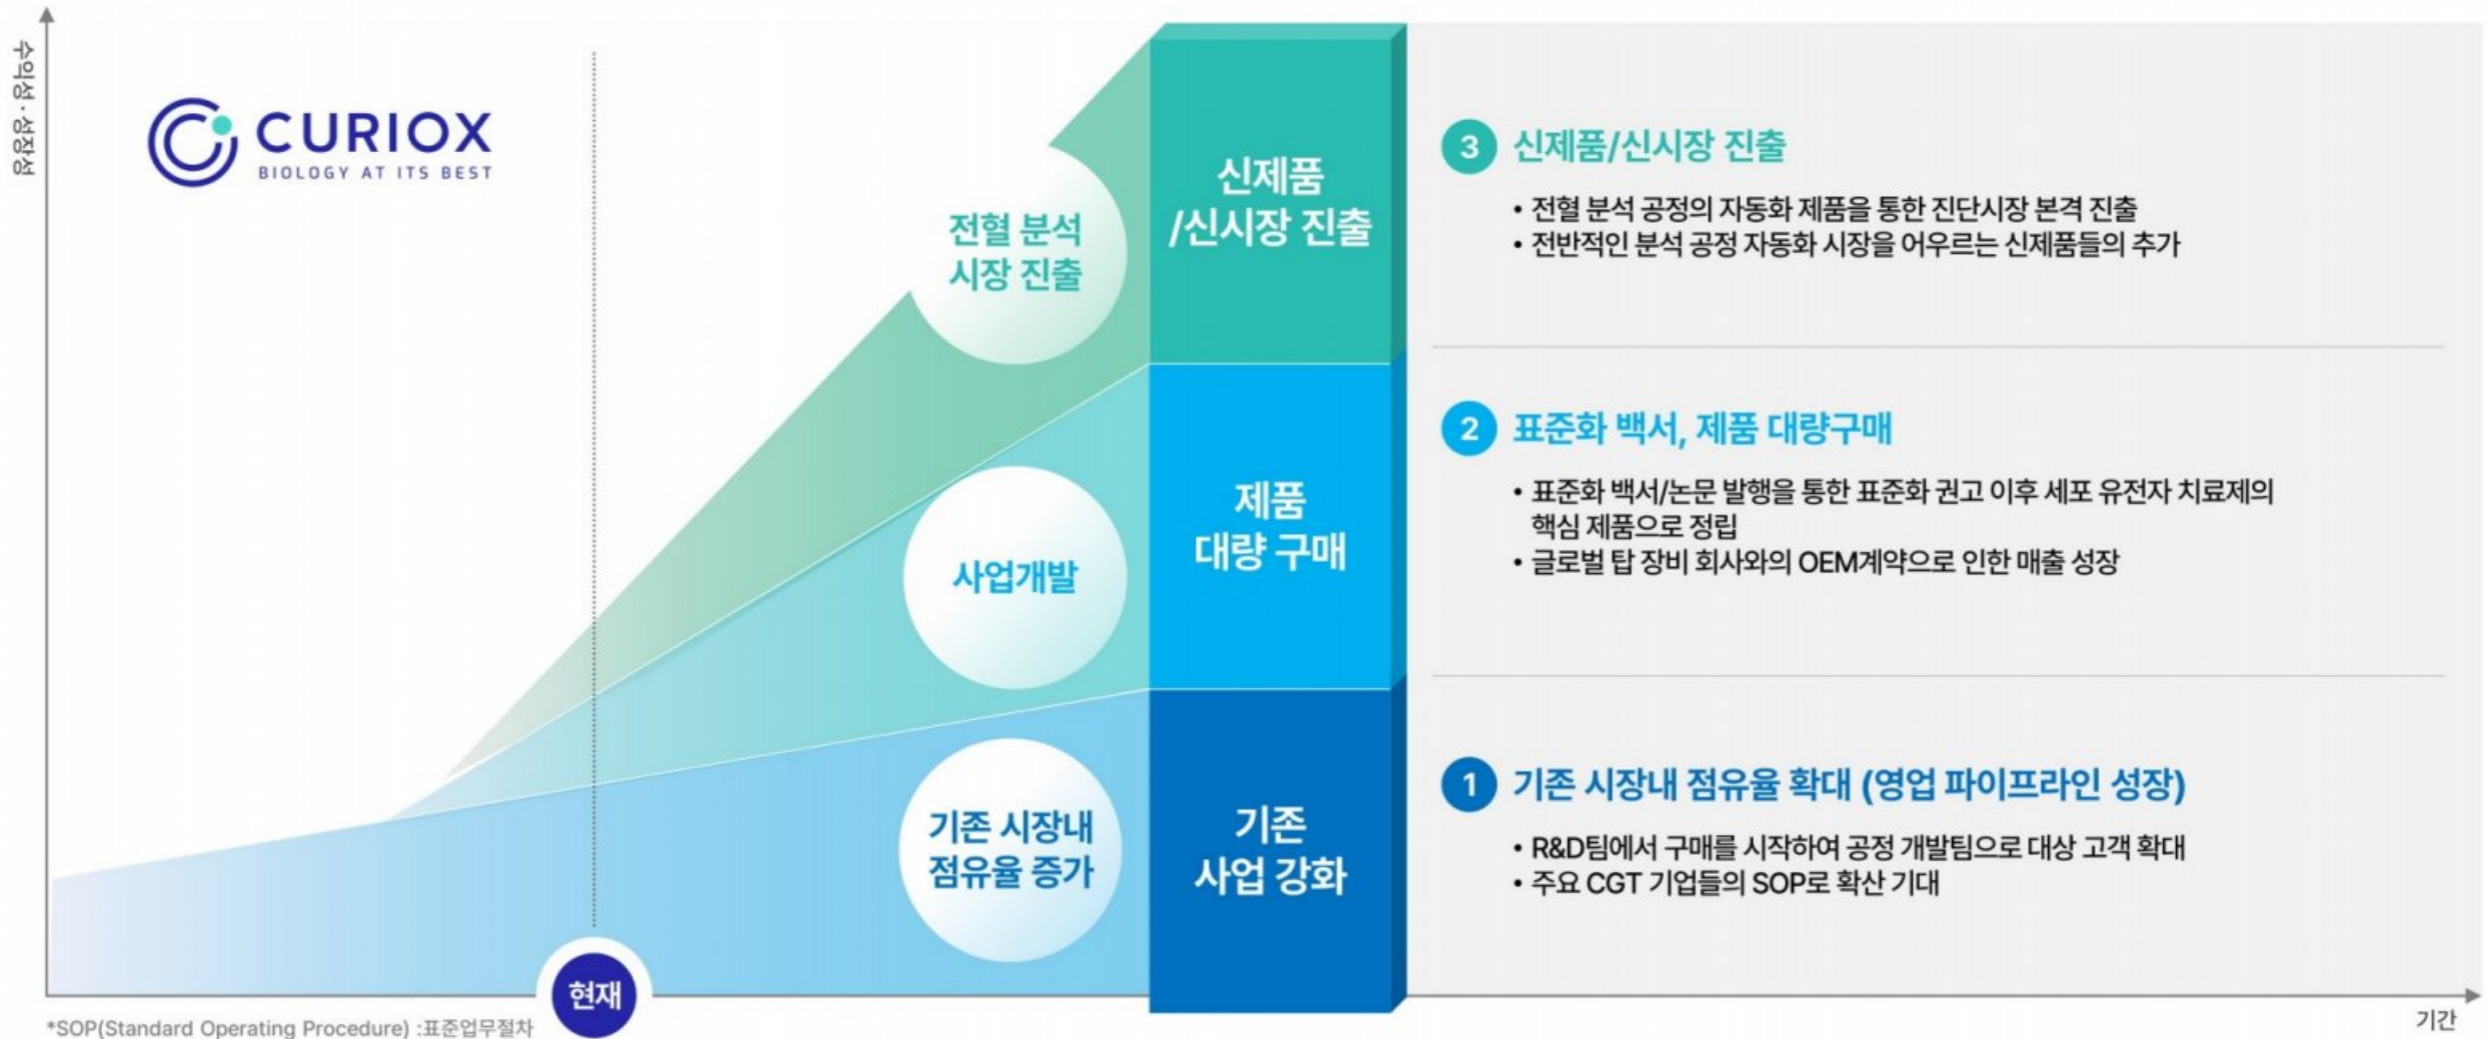 수익성·성장성
CURIOX
BIOLOGY AT ITS BEST
전혈 분석
시장 진출
사업개발
기존 시장내
점유율 증가
신제품
/신시장 진출
제품
대량 구매
기존
사업 강화
3 신제품/신시장 진출
• 전혈 분석 공정의 자동화 제품을 통한 진단시장 본격 진출
• 전반적인 분석 공정 자동화 시장을 어우르는 신제품들의 추가
2 표준화 백서, 제품 대량구매
• 표준화 백서/논문 발행을 통한 표준화 권고 이후 세포 유전자 치료제의
핵심 제품으로 정립
• 글로벌 탑 장비 회사와의 OEM계약으로 인한 매출 성장
1 기존 시장내 점유율 확대 (영업 파이프라인 성장)
• R&D팀에서 구매를 시작하여 공정 개발팀으로 대상 고객 확대
• 주요 CGT 기업들의 SOP로 확산 기대
현재
기간
*SOP(Standard Operating Procedure) :표준업무절차